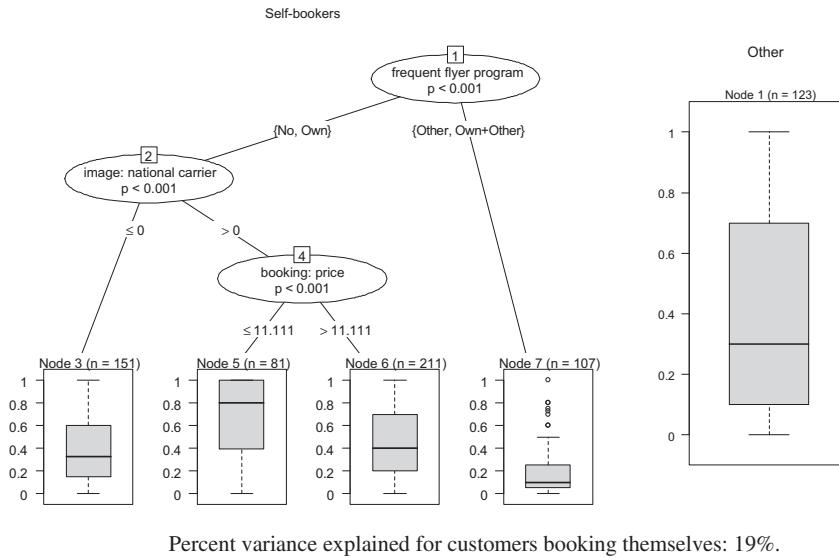 Self-bookers
1
frequent flyer program
p < 0.001
{No, Own}
{Other, Own+Other}
2
image: national carrier
p < 0.001
≤ 0
> 0
4
booking: price
p < 0.001
≤ 11.111
> 11.111
Node 3 (n = 151)
1
0.8
0.6
0.4
0.2
0
Node 5 (n = 81)
1
0.8
0.6
0.4
0.2
0
Node 6 (n = 211)
1
0.8
0.6
0.4
0.2
0
Node 7 (n = 107)
1
0.8
0.6
0.4
0.2
0
Other
Node 1 (n = 123)
1
0.8
0.6
0.4
0.2
0
Percent variance explained for customers booking themselves: 19%.